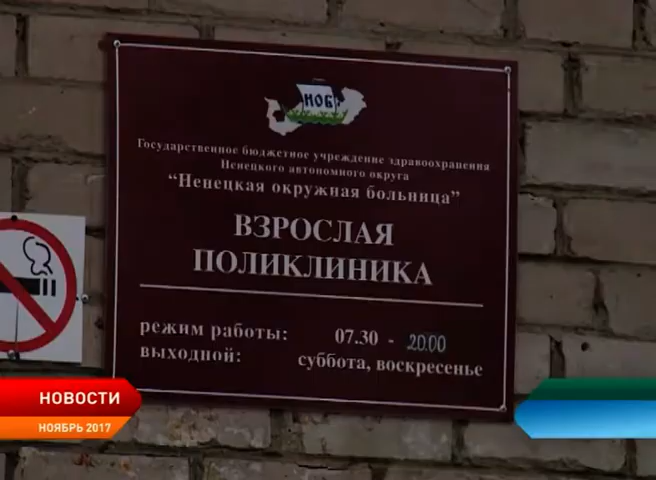 НОБ
Государственное бюджетное учреждение здравоохранения
Ненецкого автономного округа
“Ненецкая окружная больница”
ВЗРОСЛАЯ
ПОЛИКЛИНИКА
режим работы: 07.30 - 20.00
выходной: суббота, воскресенье
НОВОСТИ
НОЯБРЬ 2017